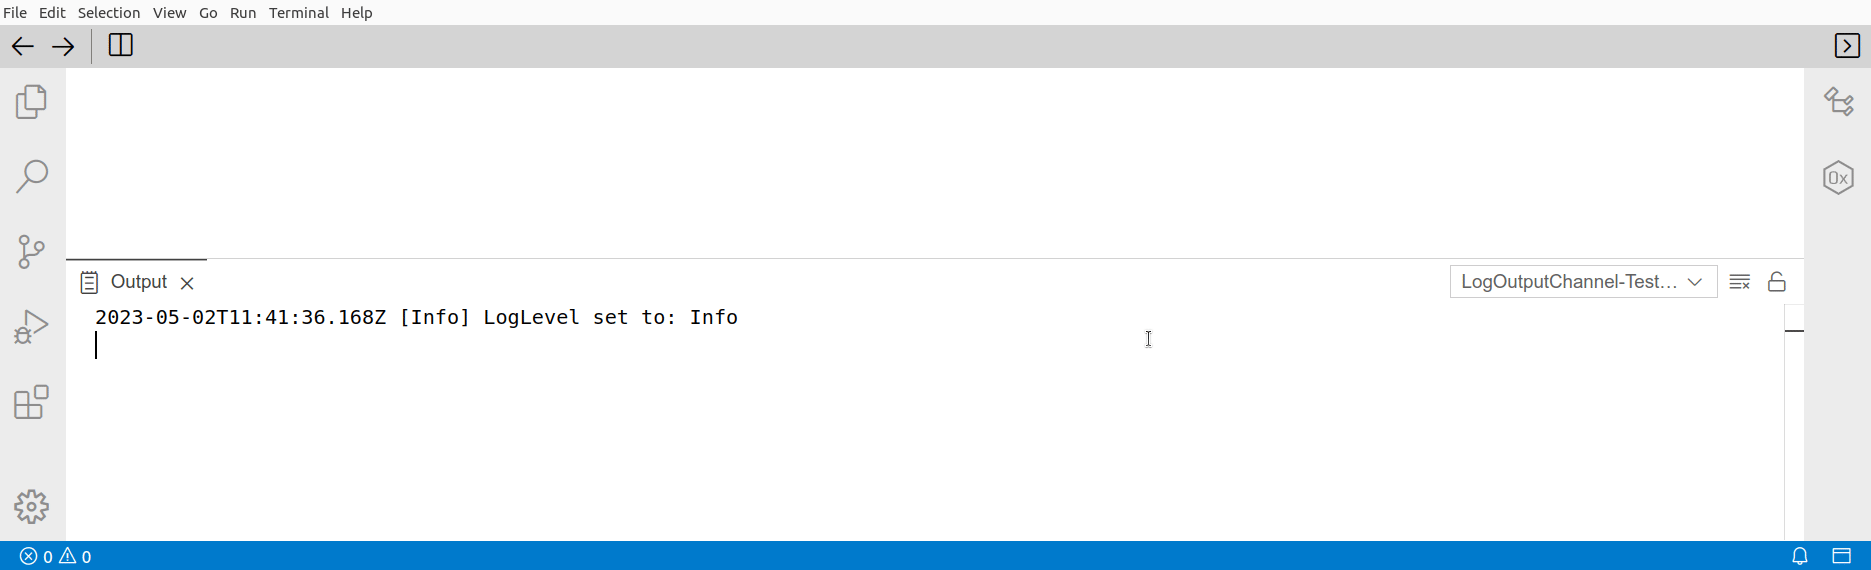 File Edit Selection View Go Run Terminal Help
0x
Output LogOutputChannel-Test...
2023-05-02T11:41:36.168Z [Info] LogLevel set to: Info
0 0